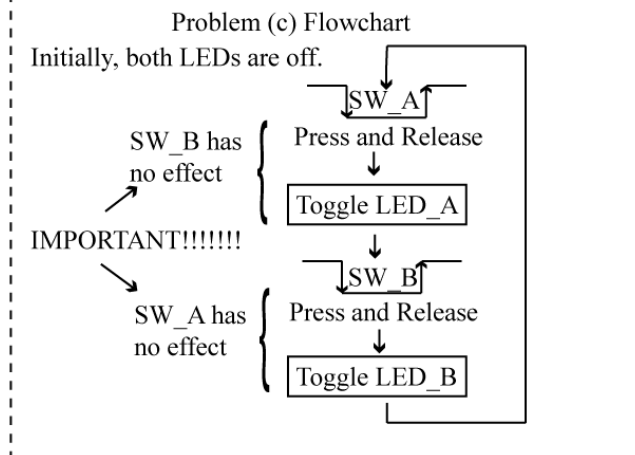 Problem (c) Flowchart
Initially, both LEDs are off.
SW_A
Press and Release
SW_B has
no effect
Toggle LED_A
IMPORTANT!!!!!!!
SW_B
Press and Release
SW_A has
no effect
Toggle LED_B